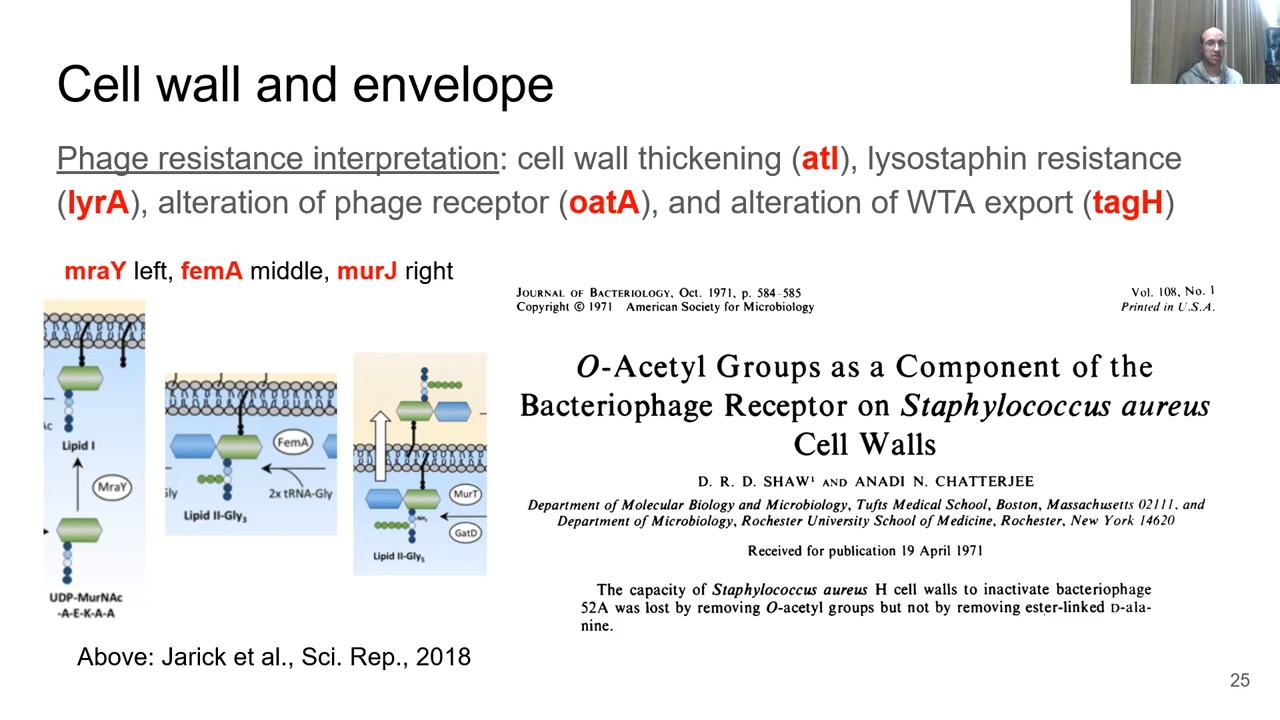 Cell wall and envelope
Phage resistance interpretation: cell wall thickening (atl), lysostaphin resistance
(lyrA), alteration of phage receptor (oatA), and alteration of WTA export (tagH)
mraY left, femA middle, murJ right
Lipid I
MraY
UDP-MurNAc
-A-E-K-A-A
FemA
2x tRNA-Gly
Lipid II-Gly₃
MurT
GatD
-NH₂
Lipid II-Gly₅
Above: Jarick et al., Sci. Rep., 2018
JOURNAL OF BACTERIOLOGY, Oct. 1971, p. 584-585
Copyright © 1971 American Society for Microbiology
Vol. 108, No. 1
Printed in U.S.A.
O-Acetyl Groups as a Component of the
Bacteriophage Receptor on Staphylococcus aureus
Cell Walls
D. R. D. SHAW¹ AND ANADI N. CHATTERJEE
Department of Molecular Biology and Microbiology, Tufts Medical School, Boston, Massachusetts 02111, and
Department of Microbiology, Rochester University School of Medicine, Rochester, New York 14620
Received for publication 19 April 1971
The capacity of Staphylococcus aureus H cell walls to inactivate bacteriophage
52A was lost by removing O-acetyl groups but not by removing ester-linked D-ala-
nine.
25